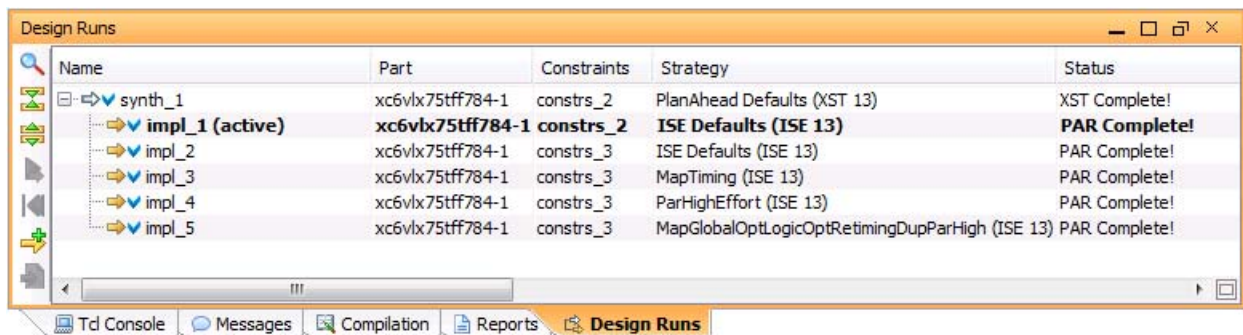 Design Runs
Name Part Constraints Strategy Status
synth_1 xc6vlx75tff784-1 constrs_2 PlanAhead Defaults (XST 13) XST Complete!
impl_1 (active) xc6vlx75tff784-1 constrs_2 ISE Defaults (ISE 13) PAR Complete!
impl_2 xc6vlx75tff784-1 constrs_3 ISE Defaults (ISE 13) PAR Complete!
impl_3 xc6vlx75tff784-1 constrs_3 MapTiming (ISE 13) PAR Complete!
impl_4 xc6vlx75tff784-1 constrs_3 ParHighEffort (ISE 13) PAR Complete!
impl_5 xc6vlx75tff784-1 constrs_3 MapGlobalOptLogicOptRetimingDupParHigh (ISE 13) PAR Complete!
Tcl Console Messages Compilation Reports Design Runs